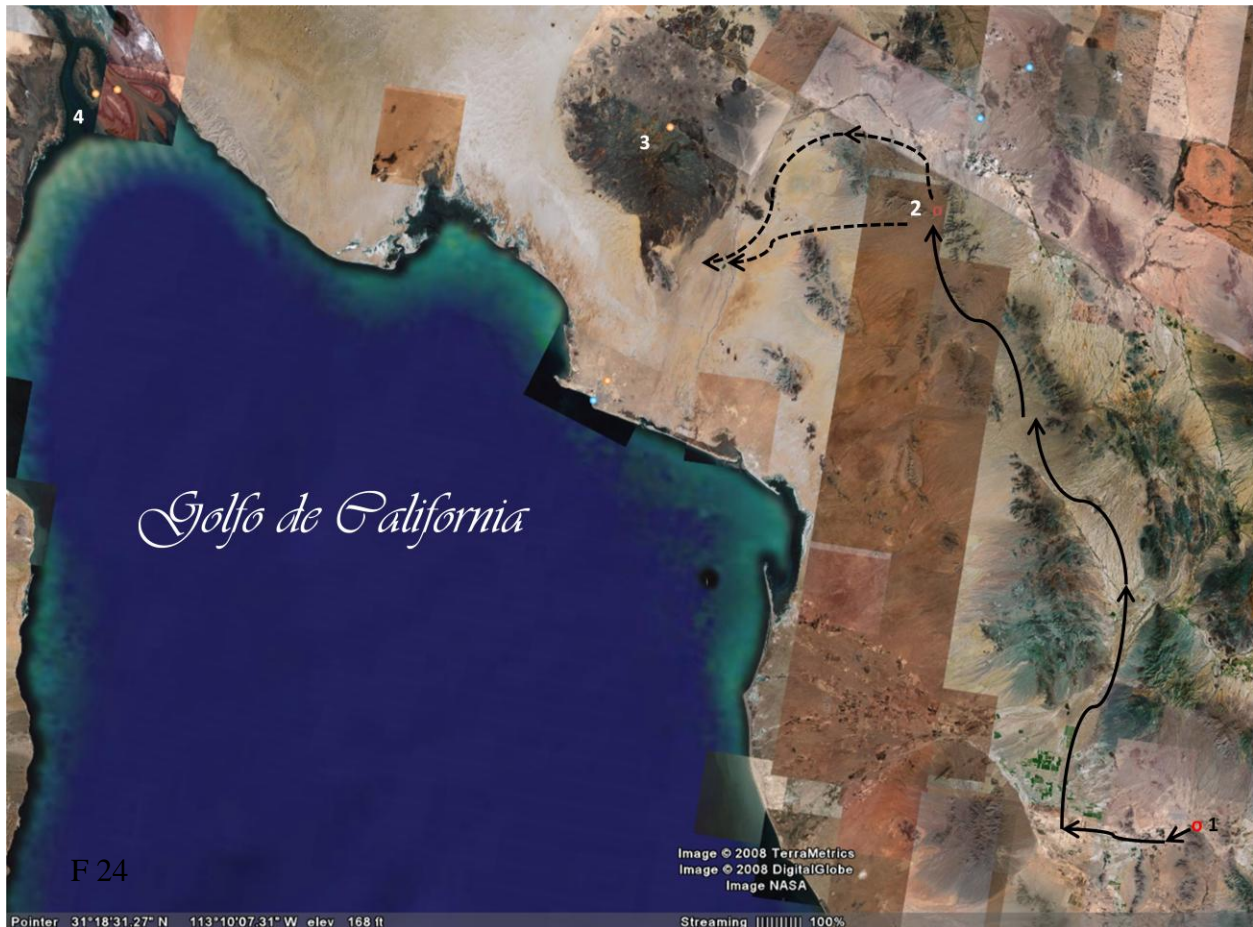 4
3
2
Golfo de California
1
F 24
Image © 2008 TerraMetrics
Image © 2008 DigitalGlobe
Image NASA
Pointer 31°18'31.27" N 113°10'07.31" W elev 168 ft
Streaming |||||||||| 100%